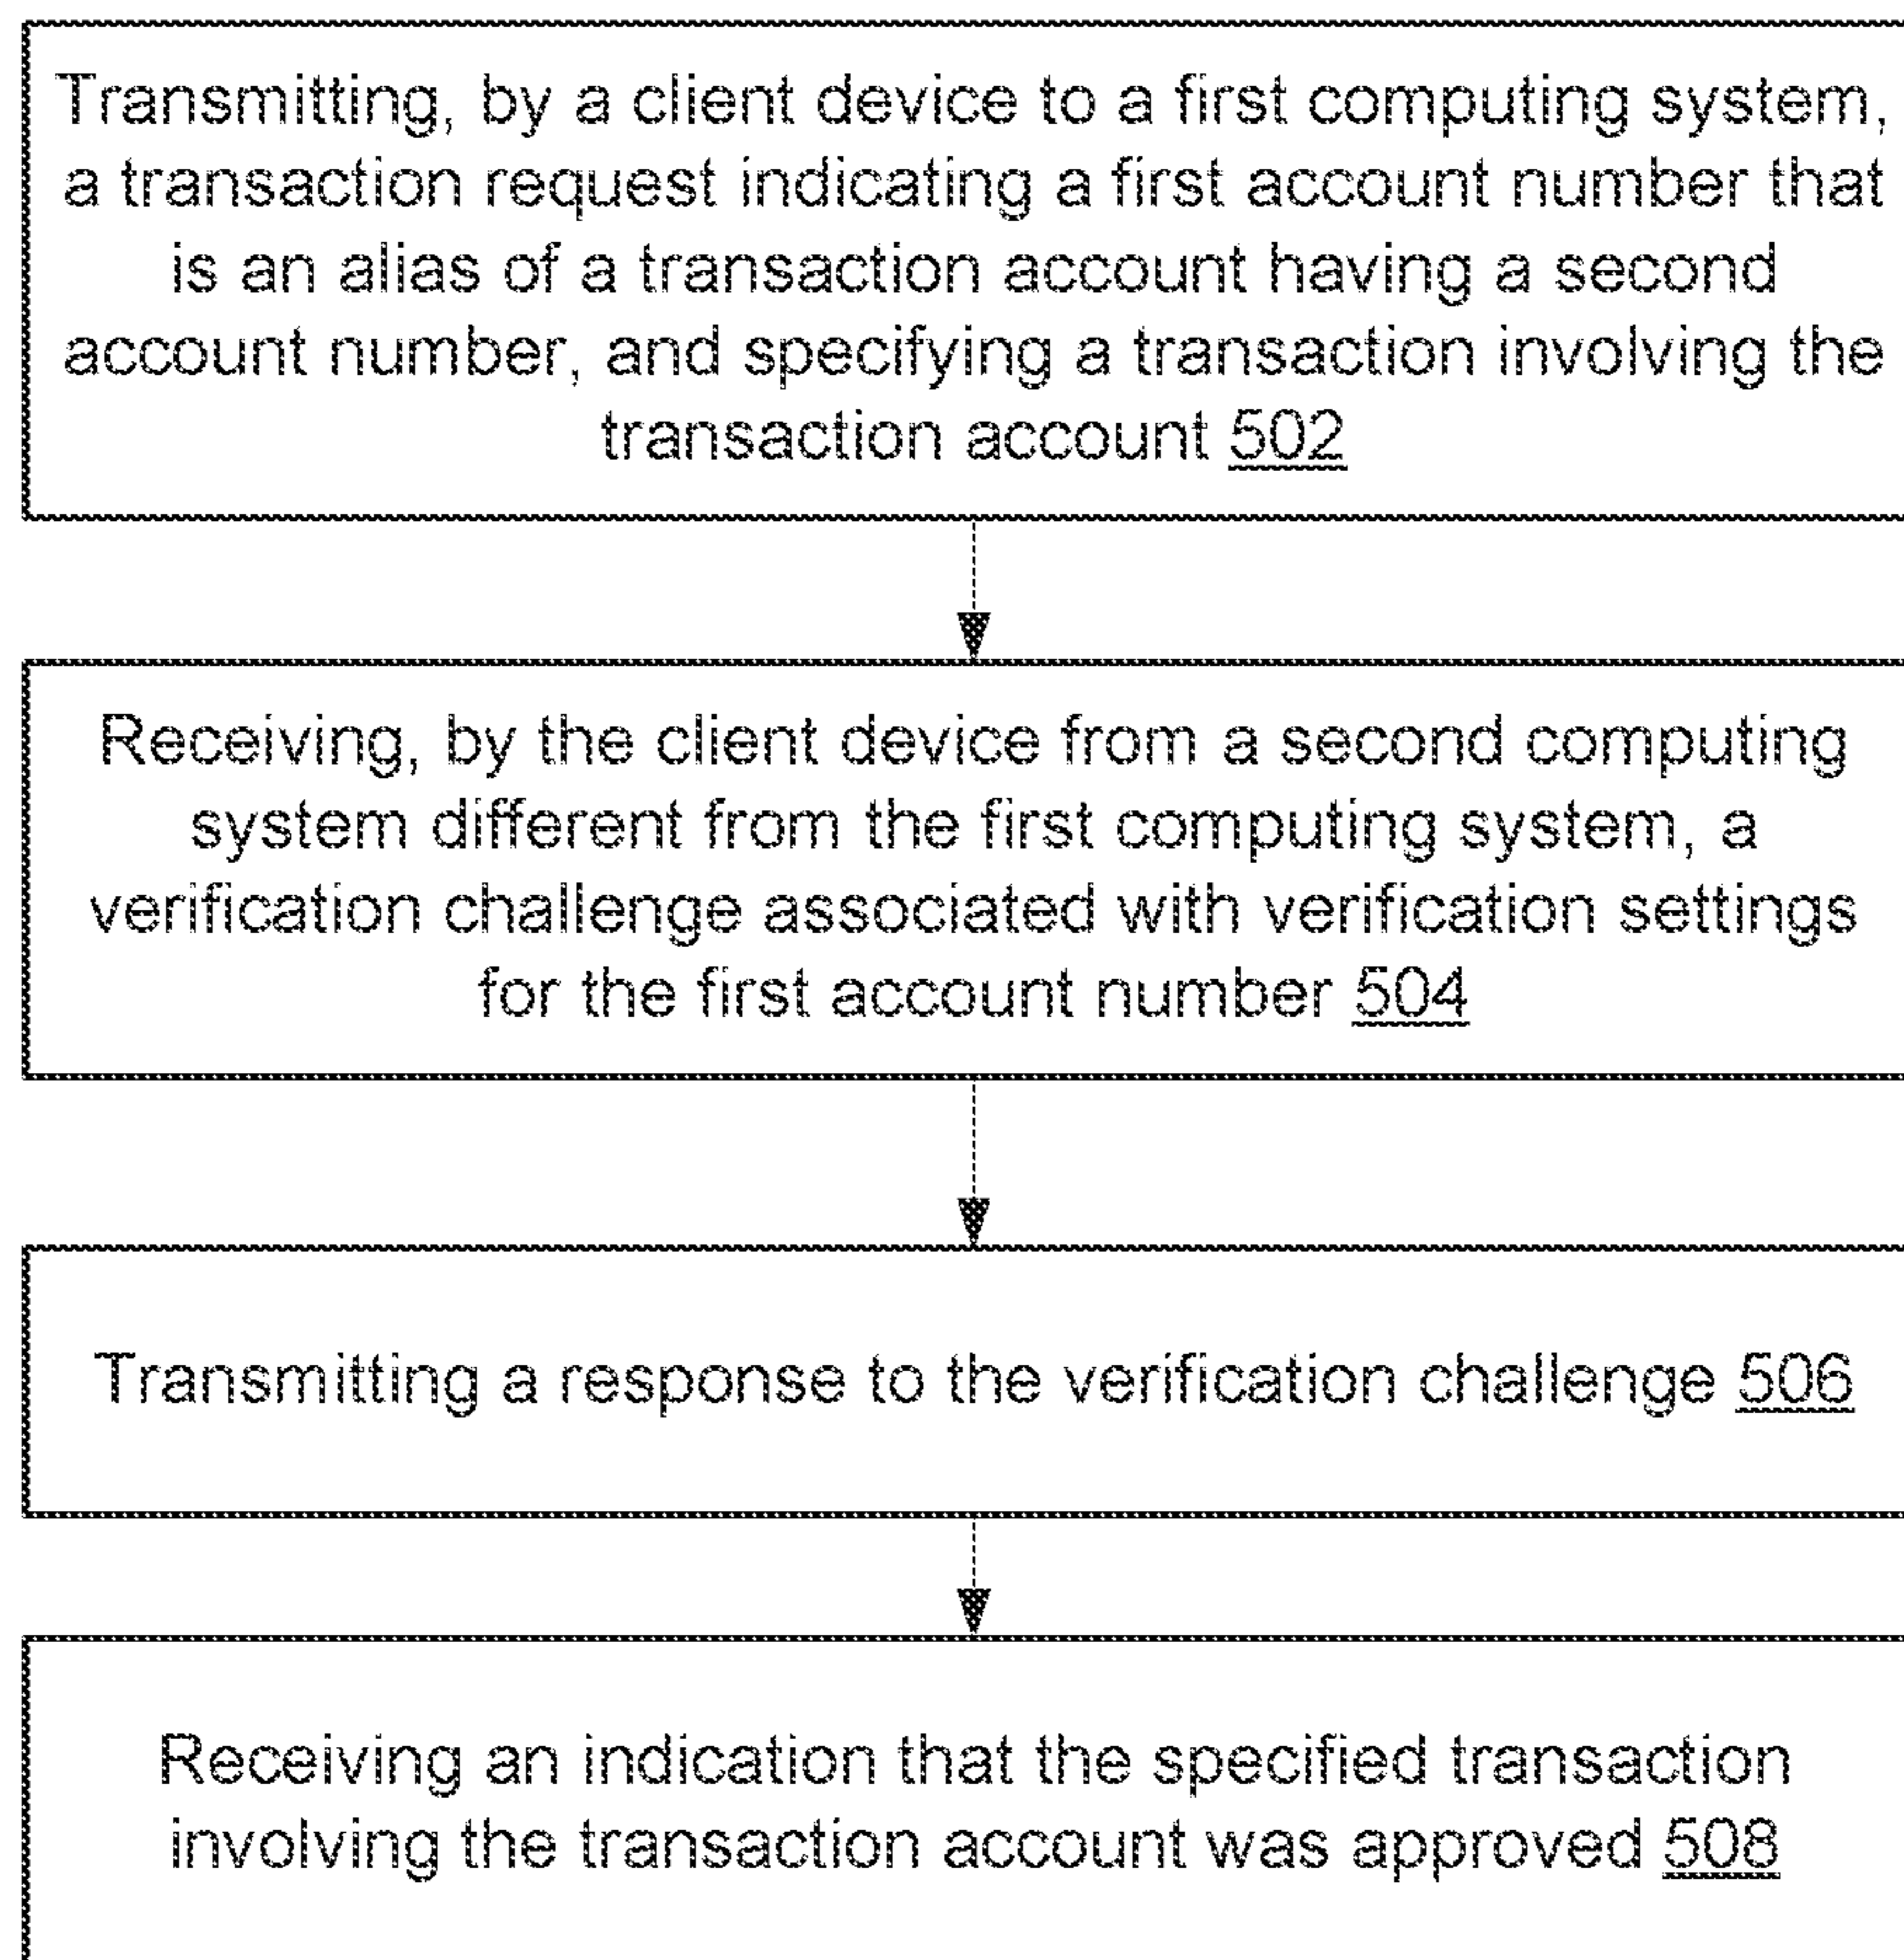 Transmitting, by a client device to a first computing system,
a transaction request indicating a first account number that
is an alias of a transaction account having a second
account number, and specifying a transaction involving the
transaction account 502
Receiving, by the client device from a second computing
system different from the first computing system, a
verification challenge associated with verification settings
for the first account number 504
Transmitting a response to the verification challenge 506
Receiving an indication that the specified transaction
involving the transaction account was approved 508